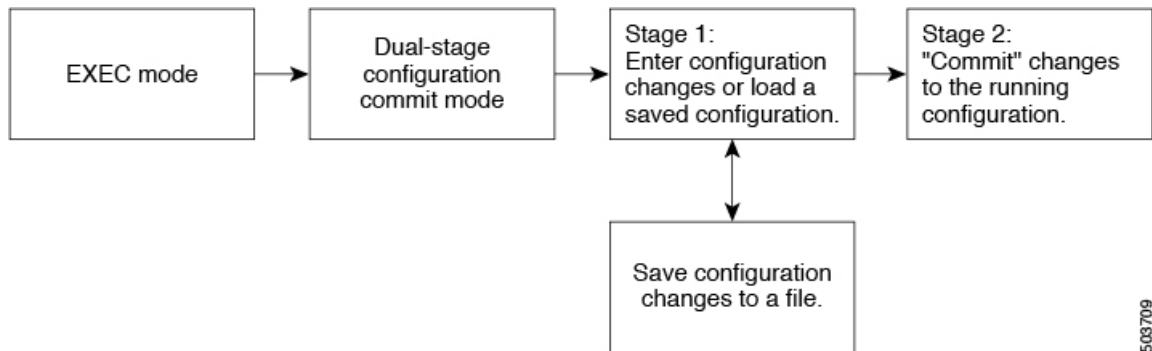 EXEC mode
Dual-stage
configuration
commit mode
Stage 1:
Enter configuration
changes or load a
saved configuration.
Stage 2:
"Commit" changes
to the running
configuration.
Save configuration
changes to a file.
503709